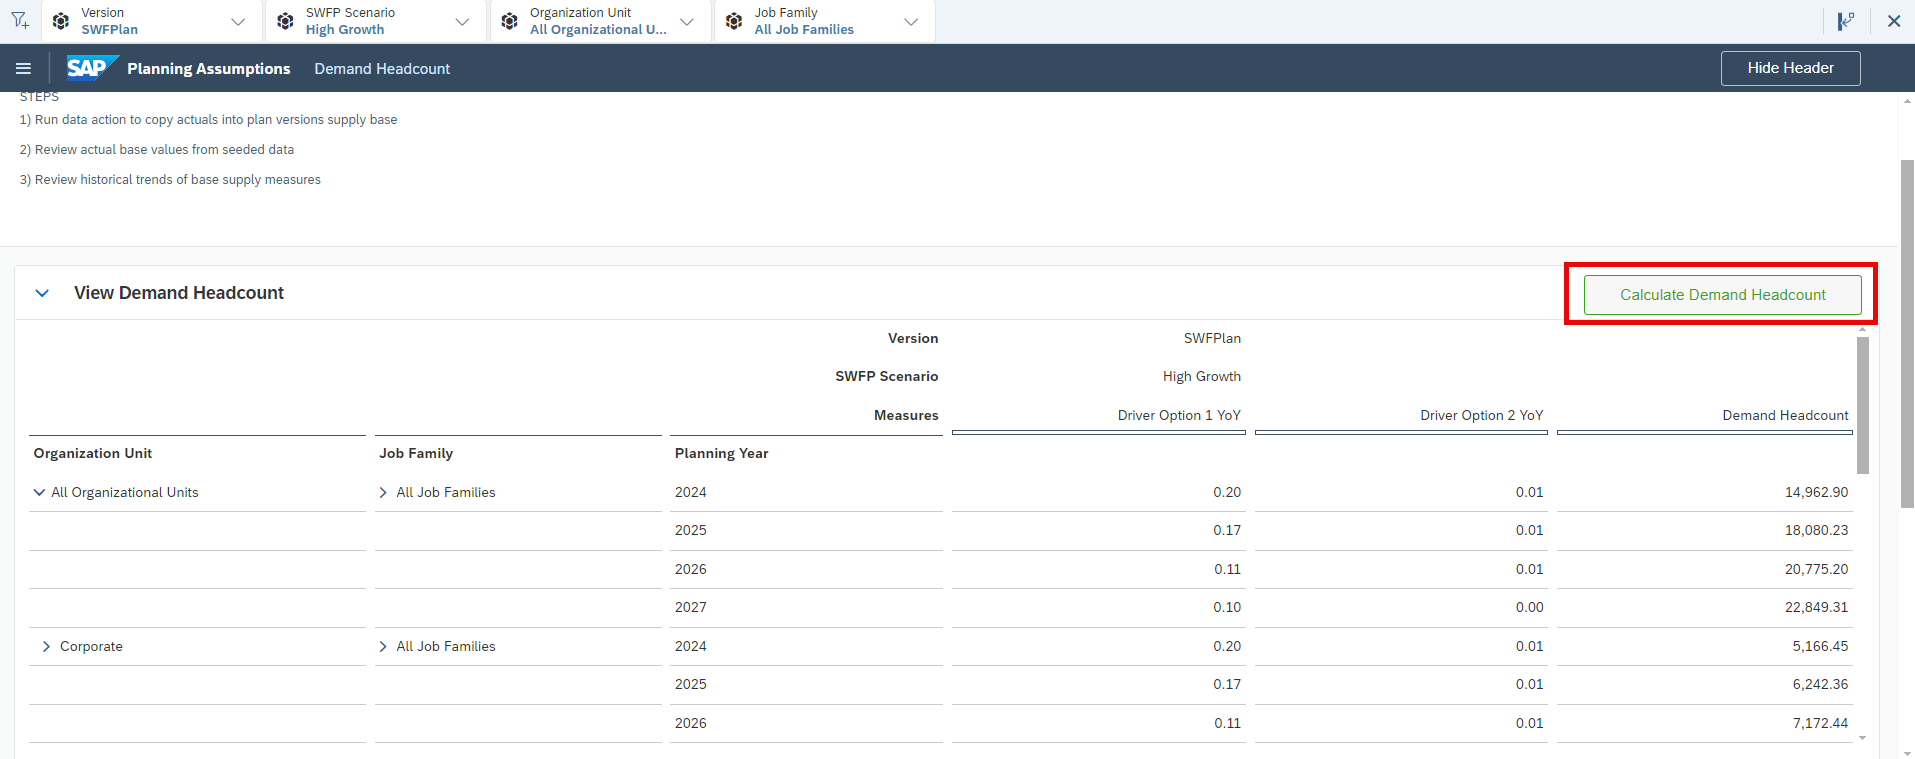 Version
SWFPlan
SWFP Scenario
High Growth
Organization Unit
All Organizational U...
Job Family
All Job Families
SAP Planning Assumptions Demand Headcount Hide Header
STEPS
1) Run data action to copy actuals into plan versions supply base
2) Review actual base values from seeded data
3) Review historical trends of base supply measures
View Demand Headcount Calculate Demand Headcount
Version SWFPlan
SWFP Scenario High Growth
Measures Driver Option 1 YoY Driver Option 2 YoY Demand Headcount
Organization Unit Job Family Planning Year
All Organizational Units All Job Families 2024 0.20 0.01 14,962.90
2025 0.17 0.01 18,080.23
2026 0.11 0.01 20,775.20
2027 0.10 0.00 22,849.31
Corporate All Job Families 2024 0.20 0.01 5,166.45
2025 0.17 0.01 6,242.36
2026 0.11 0.01 7,172.44